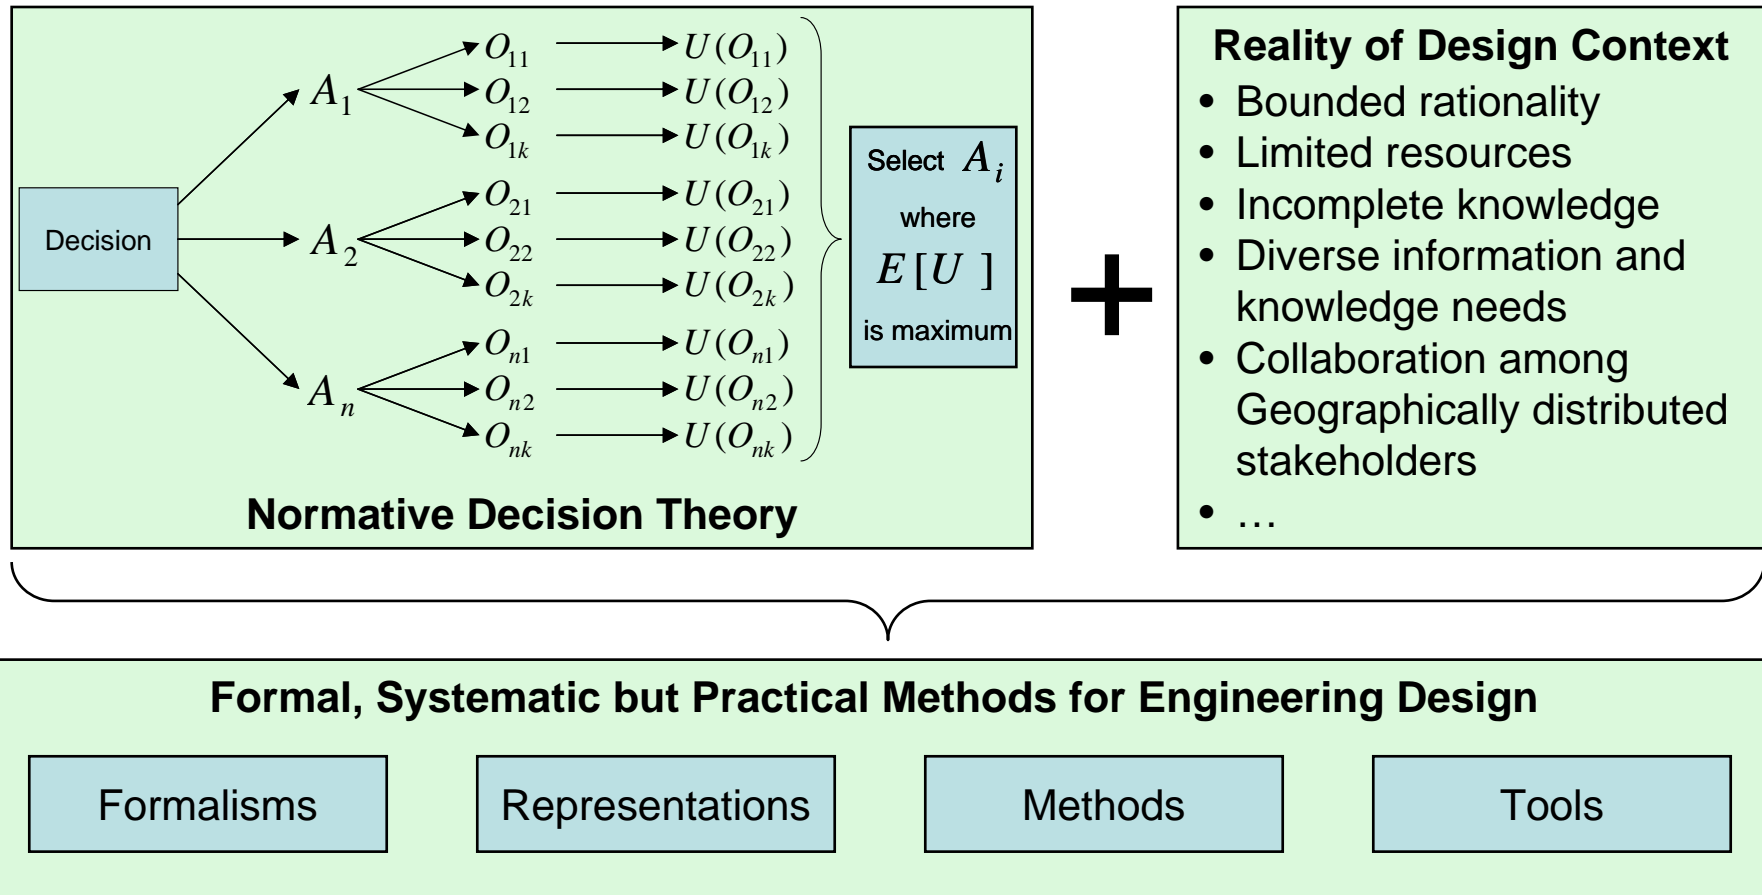 Decision
A₁
A₂
Aₙ
O₁₁ U(O₁₁)
O₁₂ U(O₁₂)
O₁ₖ U(O₁ₖ)
O₂₁ U(O₂₁)
O₂₂ U(O₂₂)
O₂ₖ U(O₂ₖ)
Oₙ₁ U(Oₙ₁)
Oₙ₂ U(Oₙ₂)
Oₙₖ U(Oₙₖ)
Select Aᵢ
where
E[U ]
is maximum
Normative Decision Theory
+
Reality of Design Context
• Bounded rationality
• Limited resources
• Incomplete knowledge
• Diverse information and
knowledge needs
• Collaboration among
Geographically distributed
stakeholders
• …
Formal, Systematic but Practical Methods for Engineering Design
Formalisms
Representations
Methods
Tools